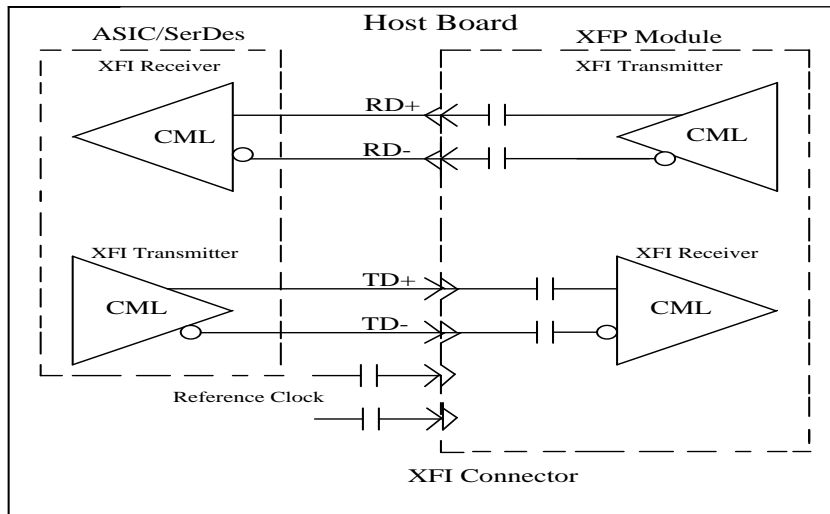 Host Board
ASIC/SerDes
XFP Module
XFI Receiver
XFI Transmitter
RD+
CML
CML
RD-
XFI Transmitter
XFI Receiver
TD+
CML
CML
TD-
Reference Clock
XFI Connector